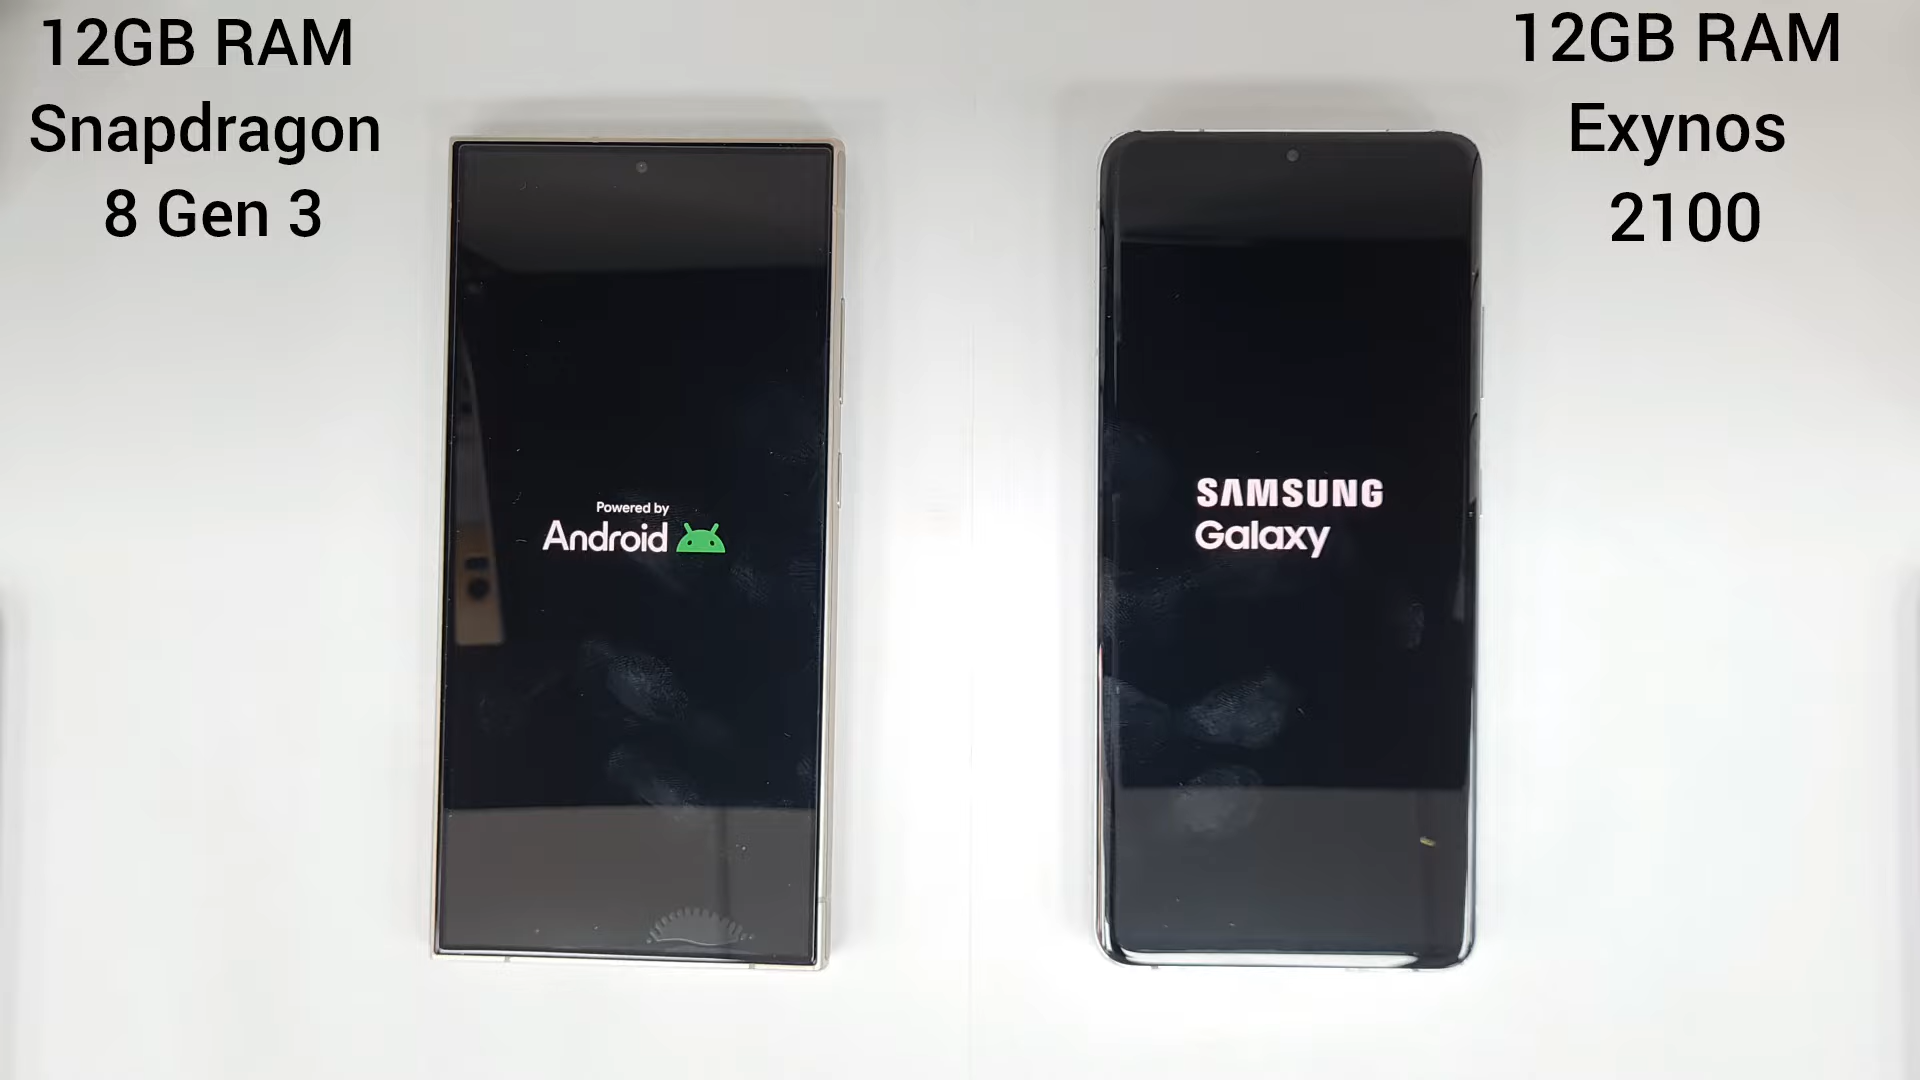 12GB RAM
Snapdragon
8 Gen 3
12GB RAM
Exynos
2100
Powered by
Android
SAMSUNG
Galaxy